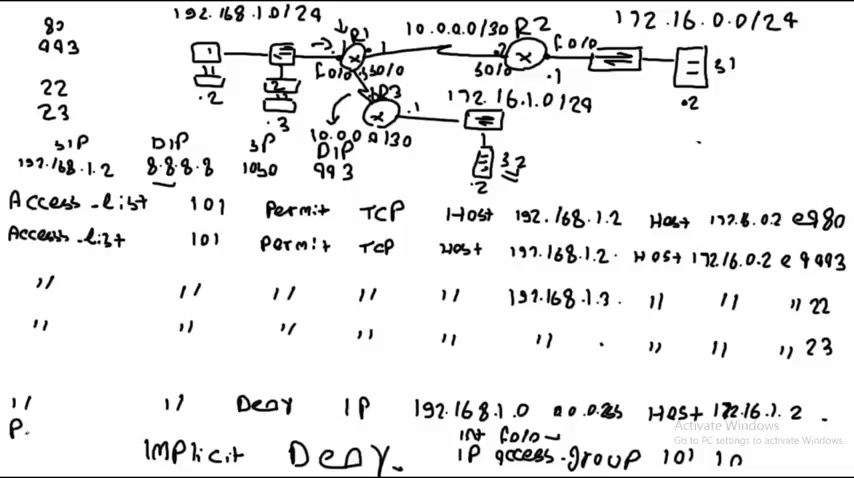 192.168.1.0/24
10.0.0.0/30 R2
172.16.0.0/24
80
993
22
23
R1
.1
.2
f0/0
f0/0 s0/0
s0/0
.1
S1
.2
.2
.3
R3
.1
172.16.1.0/24
/30
S2
.2
SIP DIP SP DIP
192.168.1.2 8.8.8.8 1050 993
Access-list 101 Permit TCP Host 192.168.1.2 Host 172.16.0.2 eq 80
Access-list 101 Permit TCP Host 192.168.1.2 Host 172.16.0.2 eq 993
" " " " " 192.168.1.3 " " " 22
" " " " " " " " " 23
" " Deny IP 192.168.1.0 0.0.0.255 Host 172.16.1.2
P.
Int f0/0
Implicit Deny. IP access-group 101 in
Activate Windows
Go to PC settings to activate Windows.